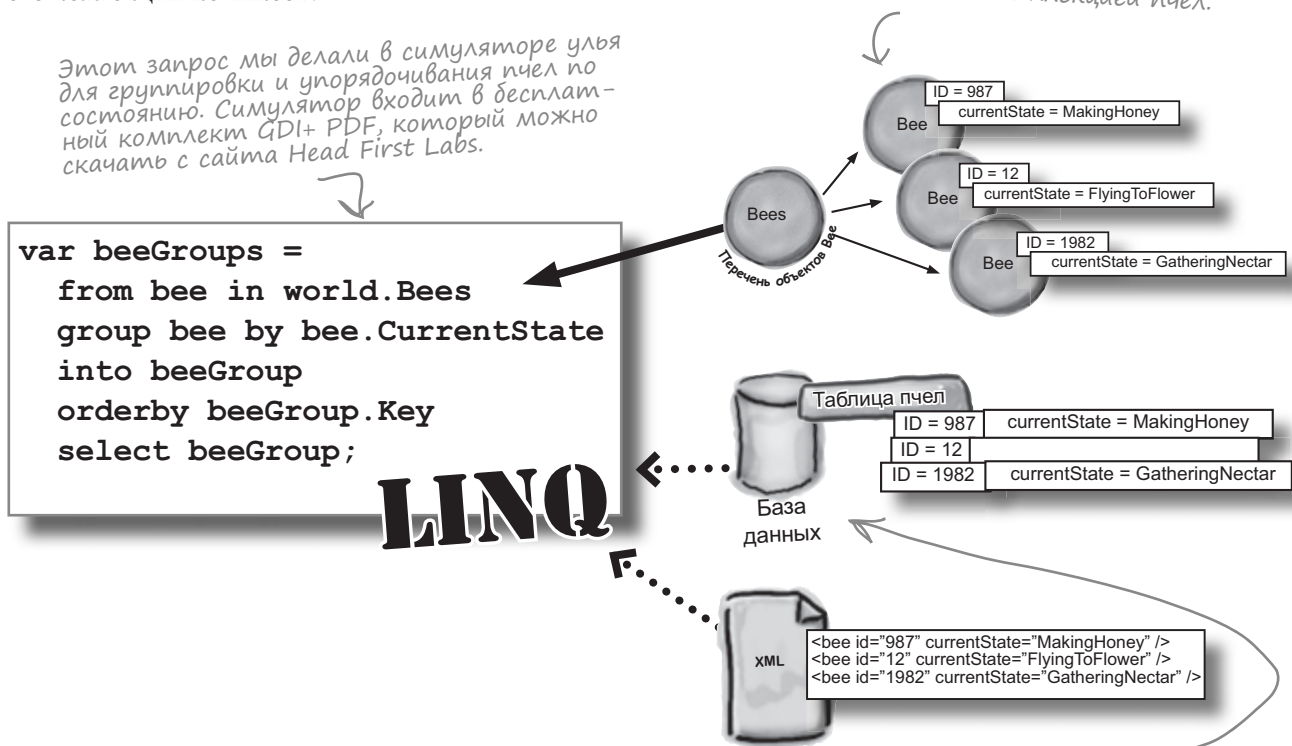 пчел.
Этот запрос мы делали в симуляторе улья
для группировки и упорядочивания пчел по
состоянию. Симулятор входит в бесплат-
ный комплект GDI+ PDF, который можно
скачать с сайта Head First Labs.
var beeGroups =
from bee in world.Bees
group bee by bee.CurrentState
into beeGroup
orderby beeGroup.Key
select beeGroup;
LINQ
Bees
Перечень объектов Bee
Bee
ID = 987
currentState = MakingHoney
Bee
ID = 12
currentState = FlyingToFlower
Bee
ID = 1982
currentState = GatheringNectar
Таблица пчел
ID = 987 currentState = MakingHoney
ID = 12
ID = 1982 currentState = GatheringNectar
База
данных
XML
<bee id=”987” currentState=”MakingHoney” />
<bee id=”12” currentState=”FlyingToFlower” />
<bee id=”1982” currentState=”GatheringNectar” />